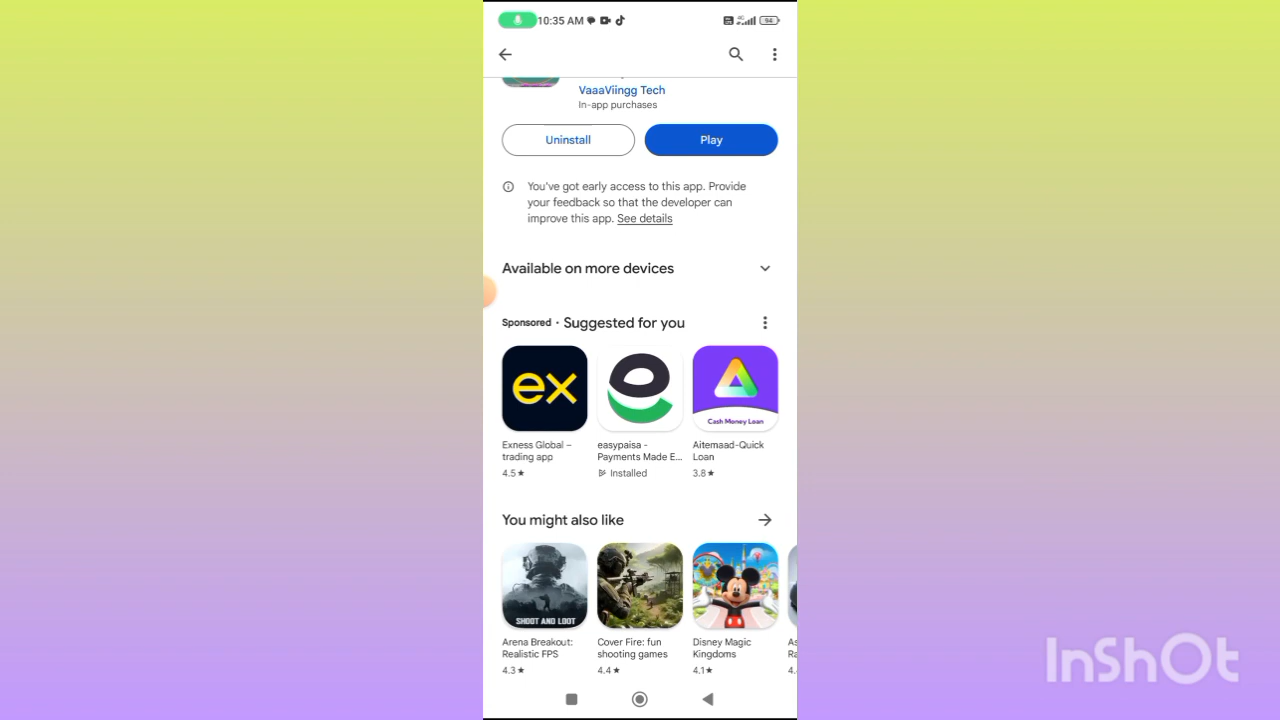 10:35 AM
94
VaaaViingg Tech
In-app purchases
Uninstall
Play
You've got early access to this app. Provide
your feedback so that the developer can
improve this app. See details
Available on more devices
Sponsored · Suggested for you
ex
e
Cash Money Loan
Exness Global –
trading app
4.5★
easypaisa -
Payments Made E...
Installed
Aitemaad-Quick
Loan
3.8★
You might also like
SHOOT AND LOOT
Arena Breakout:
Realistic FPS
4.3★
Cover Fire: fun
shooting games
4.4★
Disney Magic
Kingdoms
4.1★
InShOt